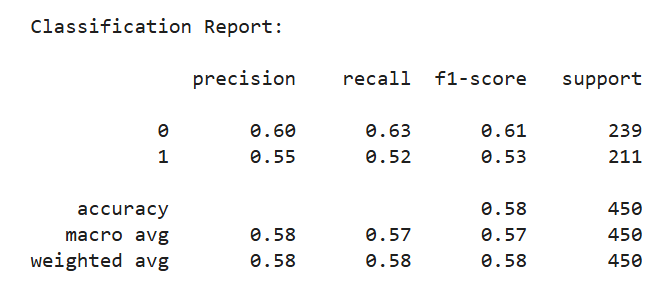 Classification Report:
precision recall f1-score support
0 0.60 0.63 0.61 239
1 0.55 0.52 0.53 211
accuracy 0.58 450
macro avg 0.58 0.57 0.57 450
weighted avg 0.58 0.58 0.58 450